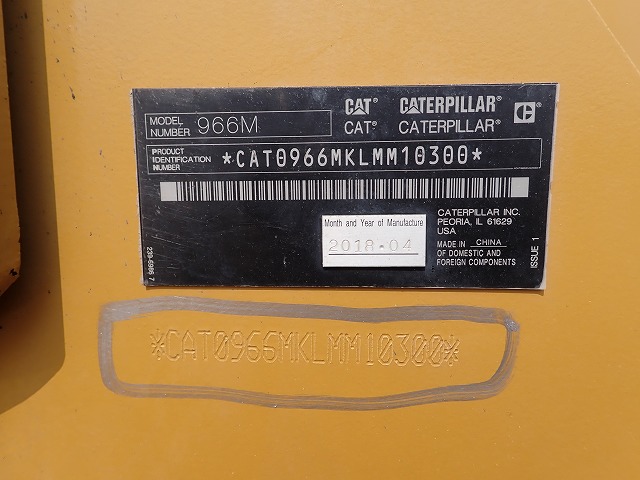 MODEL NUMBER 966M
CAT® CATERPILLAR®
CAT® CATERPILLAR®
PRODUCT IDENTIFICATION NUMBER *CAT0966MKLMM10300*
Month and Year of Manufacture
2018-04
CATERPILLAR INC.
PEORIA, IL 61629
USA
MADE IN CHINA
OF DOMESTIC AND
FOREIGN COMPONENTS
ISSUE 1
*CAT0966MKLMM10300*